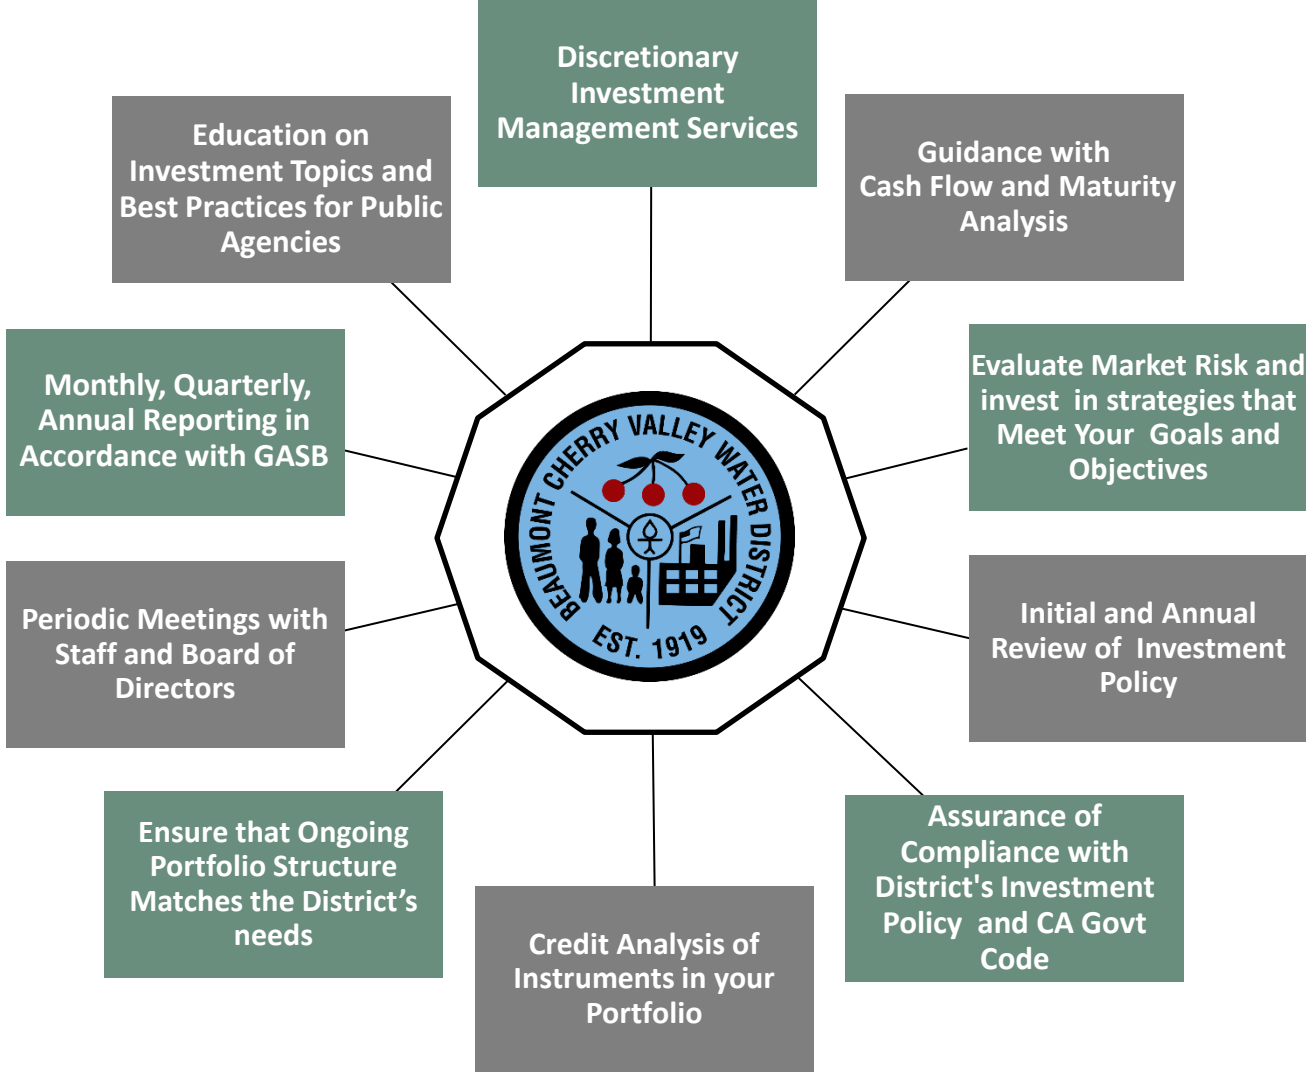 Discretionary
Investment
Management Services
Guidance with
Cash Flow and Maturity
Analysis
Evaluate Market Risk and
invest in strategies that
Meet Your Goals and
Objectives
Initial and Annual
Review of Investment
Policy
Assurance of
Compliance with
District's Investment
Policy and CA Govt
Code
Credit Analysis of
Instruments in your
Portfolio
Ensure that Ongoing
Portfolio Structure
Matches the District’s
needs
Periodic Meetings with
Staff and Board of
Directors
Monthly, Quarterly,
Annual Reporting in
Accordance with GASB
Education on
Investment Topics and
Best Practices for Public
Agencies
BEAUMONT CHERRY VALLEY WATER DISTRICT
EST. 1919